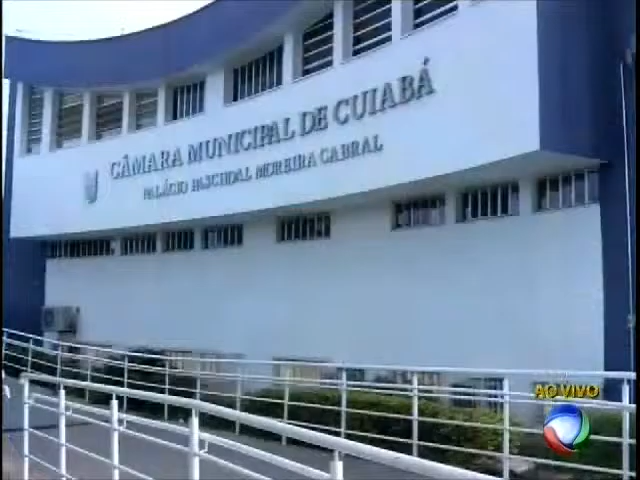 CÂMARA MUNICIPAL DE CUIABÁ
PALÁCIO PASCHOAL MOREIRA CABRAL
AO VIVO